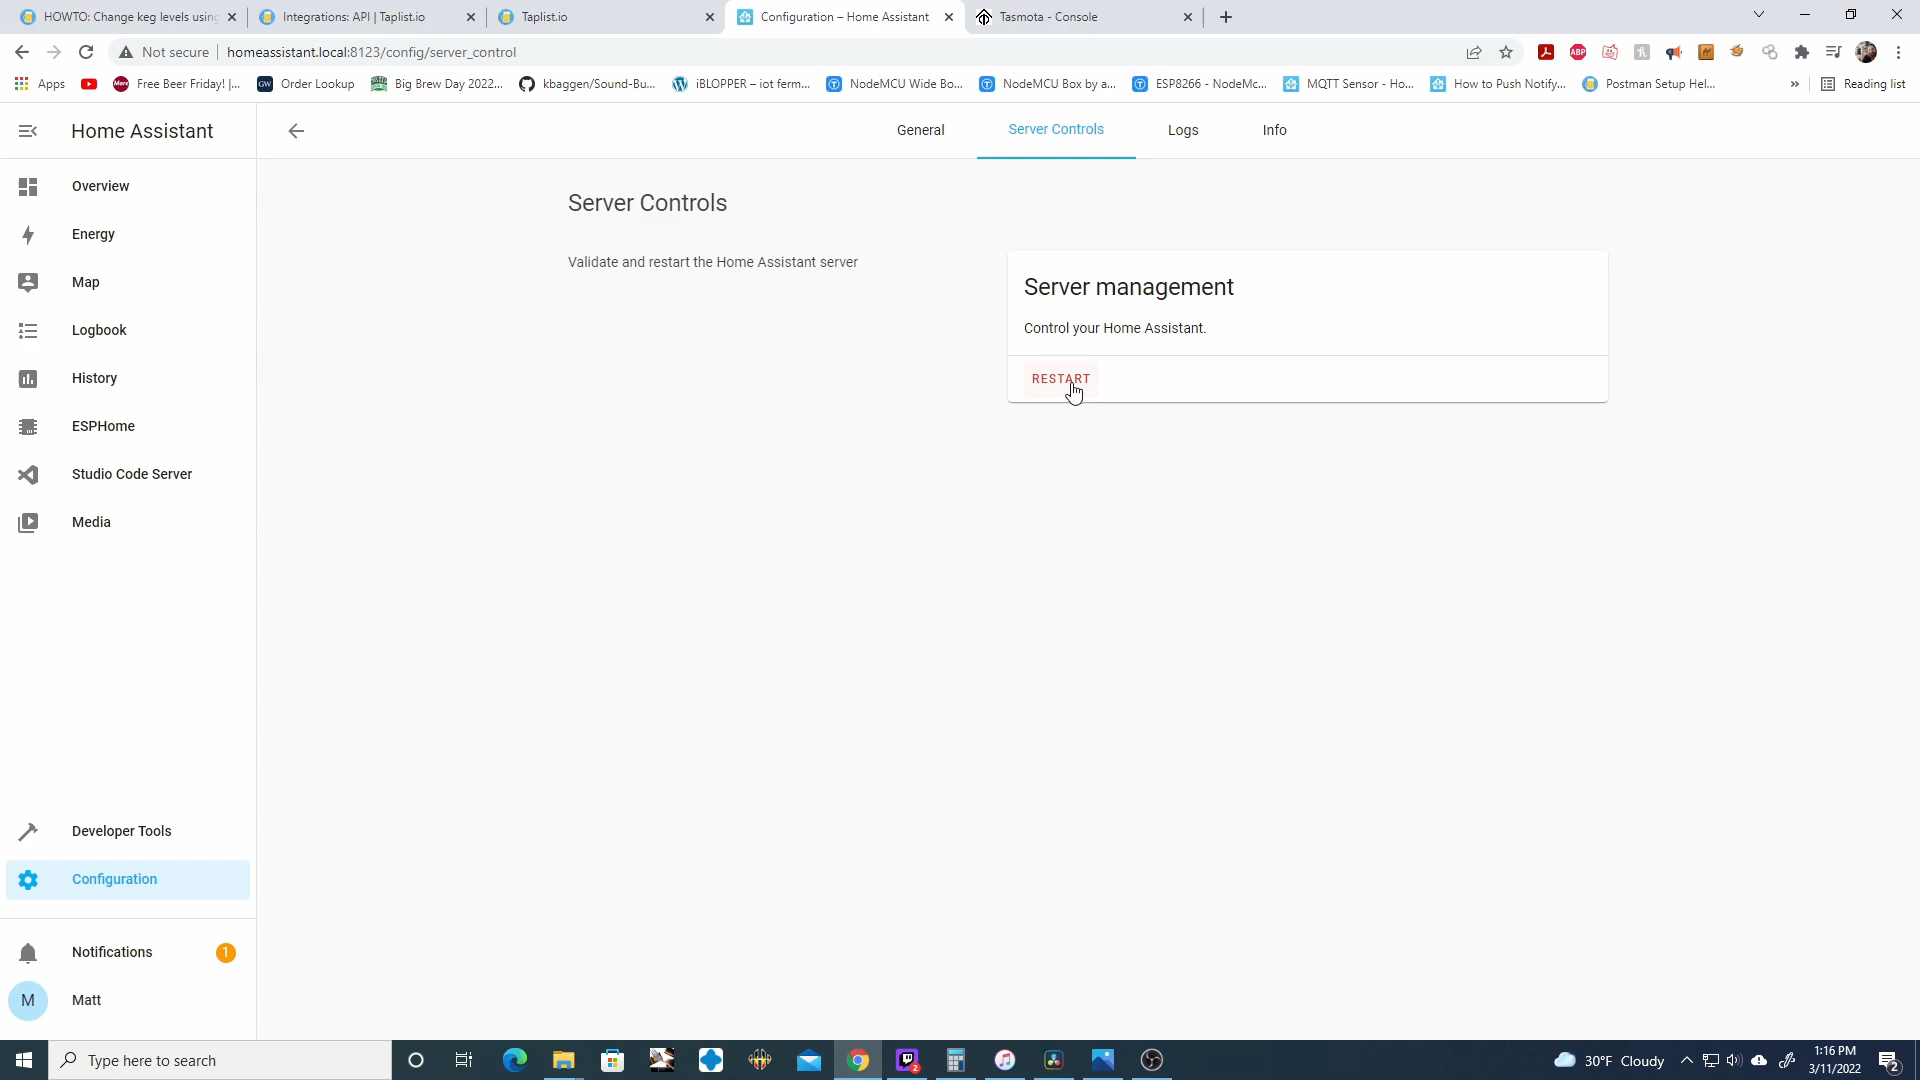 HOWTO: Change keg levels using
Integrations: API | Taplist.io
Taplist.io
Configuration – Home Assistant
Tasmota - Console
Not secure
homeassistant.local:8123/config/server_control
Apps
Free Beer Friday! |...
Order Lookup
Big Brew Day 2022...
kbaggen/Sound-Bu...
iBLOPPER – iot ferm...
NodeMCU Wide Bo...
NodeMCU Box by a...
ESP8266 - NodeMc...
MQTT Sensor - Ho...
How to Push Notify...
Postman Setup Hel...
»
Reading list
Home Assistant
General
Server Controls
Logs
Info
Overview
Energy
Map
Logbook
History
ESPHome
Studio Code Server
Media
Server Controls
Validate and restart the Home Assistant server
Server management
Control your Home Assistant.
RESTART
Developer Tools
Configuration
Notifications
1
M
Matt
Type here to search
2
30°F Cloudy
1:16 PM
3/11/2022
2